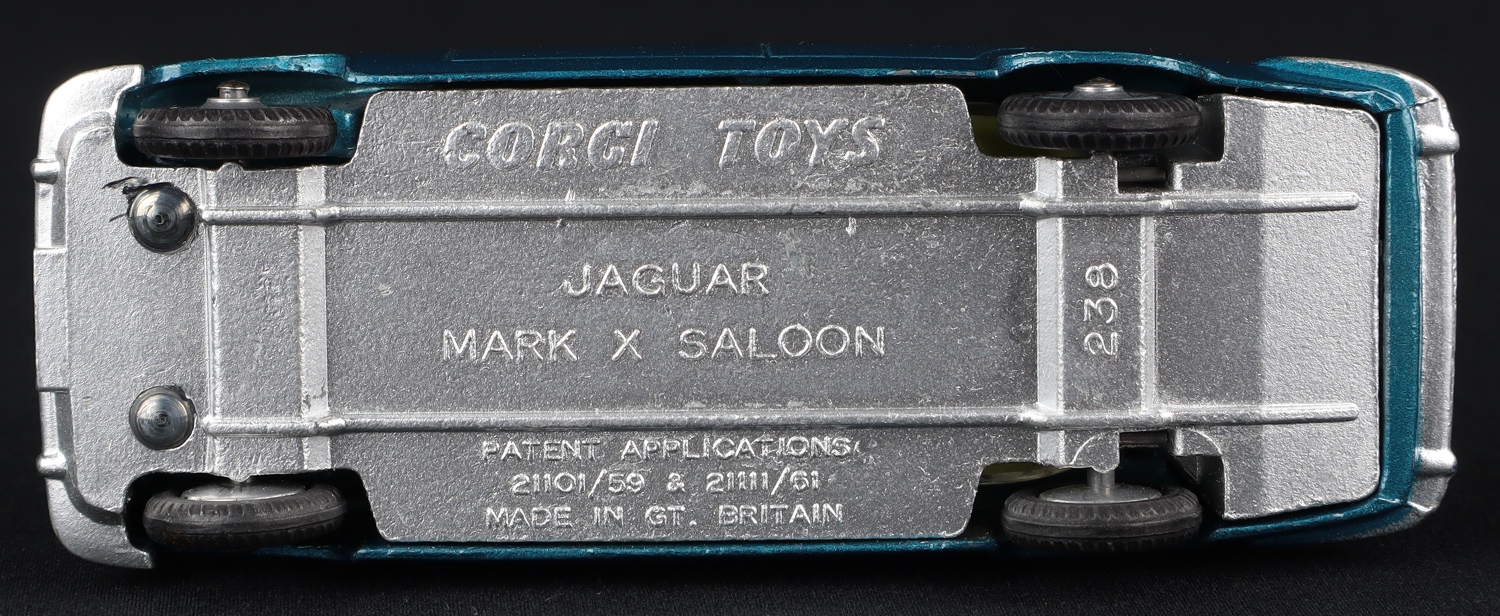 CORGI TOYS
JAGUAR
MARK X SALOON
238
PATENT APPLICATIONS
21101/59 & 21111/61
MADE IN GT. BRITAIN